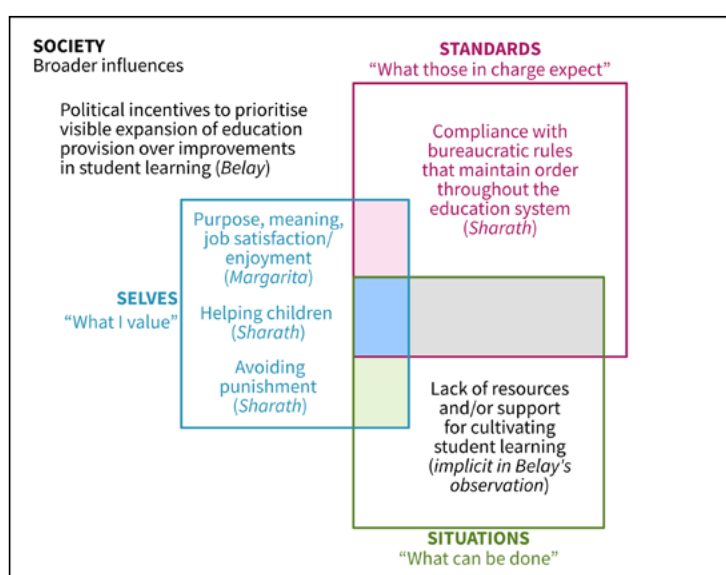 SOCIETY
Broader influences
Political incentives to prioritise
visible expansion of education
provision over improvements
in student learning (Belay)
STANDARDS
“What those in charge expect”
Compliance with
bureaucratic rules
that maintain order
throughout the
education system
(Sharath)
SELVES
“What I value”
Purpose, meaning,
job satisfaction/
enjoyment
(Margarita)
Helping children
(Sharath)
Avoiding
punishment
(Sharath)
Lack of resources
and/or support
for cultivating
student learning
(implicit in Belay’s
observation)
SITUATIONS
“What can be done”